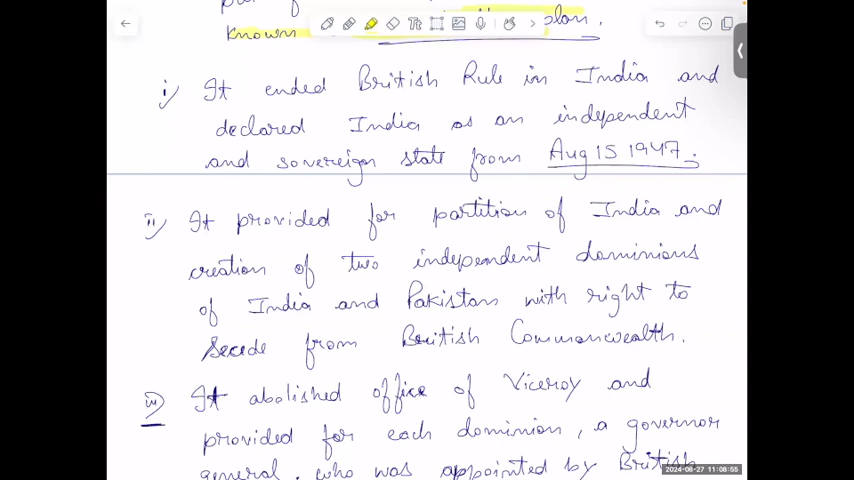 known plan.
i) It ended British Rule in India and
declared India as an independent
and sovereign state from Aug 15 1947.
ii) It provided for partition of India and
creation of two independent dominions
of India and Pakistan with right to
secede from British Commonwealth.
iii) It abolished office of Viceroy and
provided for each dominion, a governor
general, who was appointed by British
2024-08-27 11:08:55